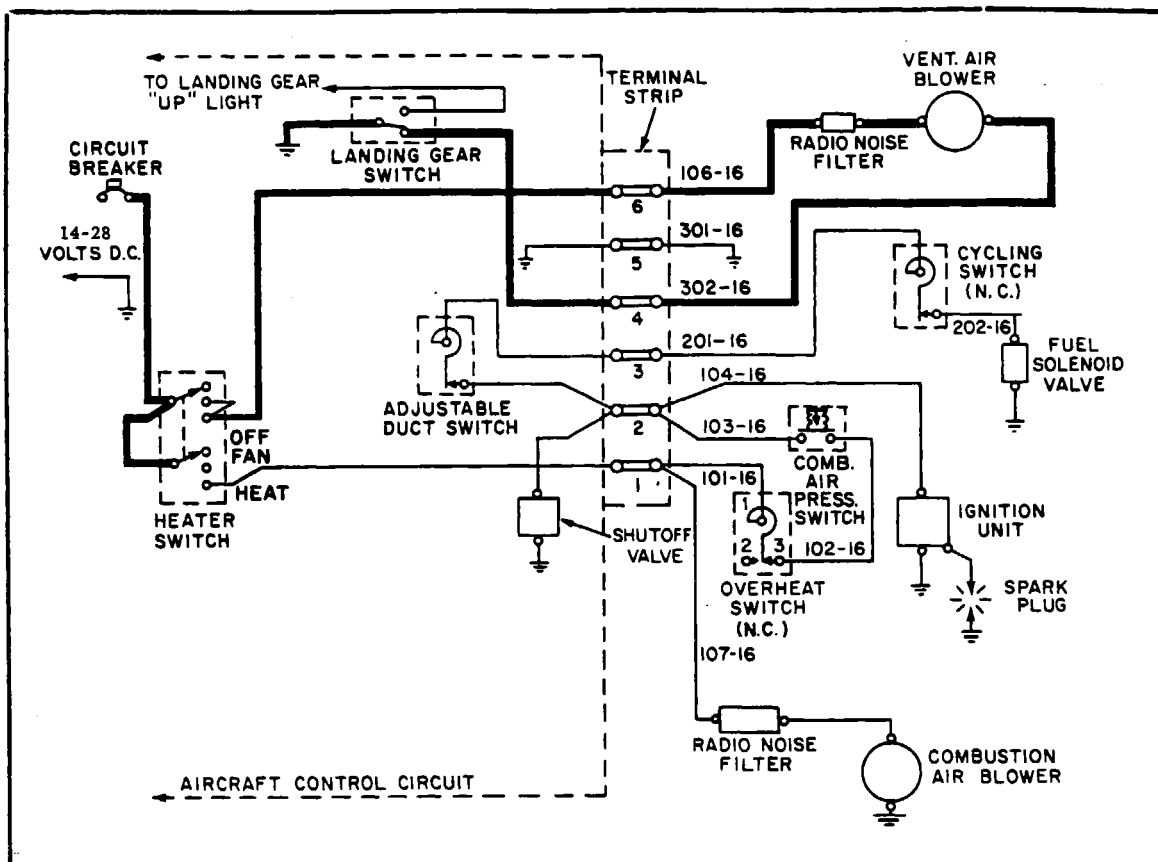 TO LANDING GEAR
"UP" LIGHT
LANDING GEAR
SWITCH
TERMINAL
STRIP
VENT. AIR
BLOWER
RADIO NOISE
FILTER
CIRCUIT
BREAKER
14-28
VOLTS D.C.
106-16
6
301-16
5
302-16
4
201-16
3
104-16
2
103-16
101-16
1
CYCLING
SWITCH
(N.C.)
202-16
FUEL
SOLENOID
VALVE
ADJUSTABLE
DUCT SWITCH
OFF
FAN
HEAT
HEATER
SWITCH
SHUTOFF
VALVE
COMB.
AIR
PRESS.
SWITCH
1
2
3
102-16
OVERHEAT
SWITCH
(N.C.)
IGNITION
UNIT
SPARK
PLUG
107-16
RADIO NOISE
FILTER
COMBUSTION
AIR BLOWER
AIRCRAFT CONTROL CIRCUIT